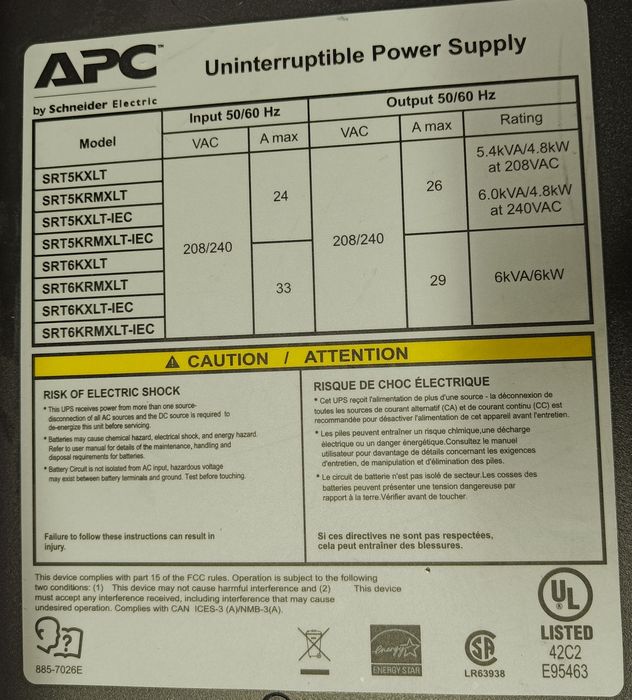 APC™
Uninterruptible Power Supply
by Schneider Electric
Input 50/60 Hz
Output 50/60 Hz
Model
VAC
A max
VAC
A max
Rating
SRT5KXLT
SRT5KRMXLT
SRT5KXLT-IEC
SRT5KRMXLT-IEC
SRT6KXLT
SRT6KRMXLT
SRT6KXLT-IEC
SRT6KRMXLT-IEC
208/240
24
33
208/240
26
29
5.4kVA/4.8kW
at 208VAC
6.0kVA/4.8kW
at 240VAC
6kVA/6kW
CAUTION / ATTENTION
RISK OF ELECTRIC SHOCK
* This UPS receives power from more than one source-
disconnection of all AC sources and the DC source is required to
de-energize this unit before servicing.
* Batteries may cause chemical hazard, electrical shock, and energy hazard.
Refer to user manual for details of the maintenance, handling and
disposal requirements for batteries.
* Battery Circuit is not isolated from AC input, hazardous voltage
may exist between battery terminals and ground. Test before touching.
Failure to follow these instructions can result in
injury.
RISQUE DE CHOC ÉLECTRIQUE
* Cet UPS reçoit l'alimentation de plus d'une source - la déconnexion de
toutes les sources de courant alternatif (CA) et de courant continu (CC) est
recommandée pour désactiver l'alimentation de cet appareil avant l'entretien.
* Les piles peuvent entraîner un risque chimique,une décharge
électrique ou un danger énergétique.Consultez le manuel
utilisateur pour davantage de détails concernant les exigences
d'entretien, de manipulation et d'élimination des piles.
* Le circuit de batterie n'est pas isolé de secteur.Les cosses des
batteries peuvent présenter une tension dangereuse par
rapport à la terre.Vérifier avant de toucher.
Si ces directives ne sont pas respectées,
cela peut entraîner des blessures.
This device complies with part 15 of the FCC rules. Operation is subject to the following
two conditions: (1) This device may not cause harmful interference and (2) This device
must accept any interference received, including interference that may cause
undesired operation. Complies with CAN ICES-3 (A)/NMB-3(A).
885-7026E
energy
ENERGY STAR
SA
LR63938
UL
®
LISTED
42C2
E95463